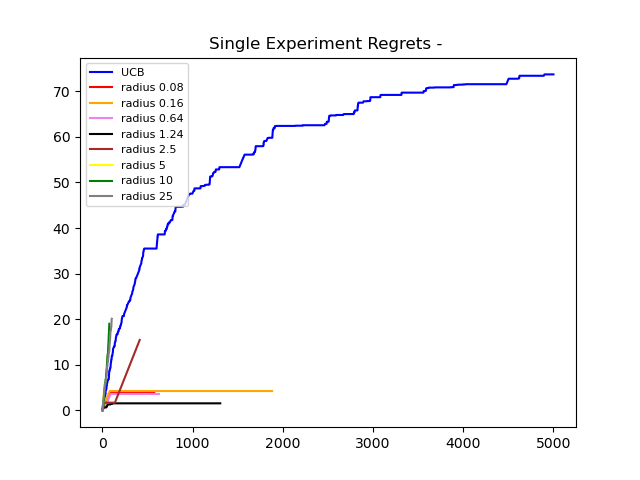 Single Experiment Regrets -
UCB
radius 0.08
radius 0.16
radius 0.64
radius 1.24
radius 2.5
radius 5
radius 10
radius 25
70
60
50
40
30
20
10
0
0 1000 2000 3000 4000 5000